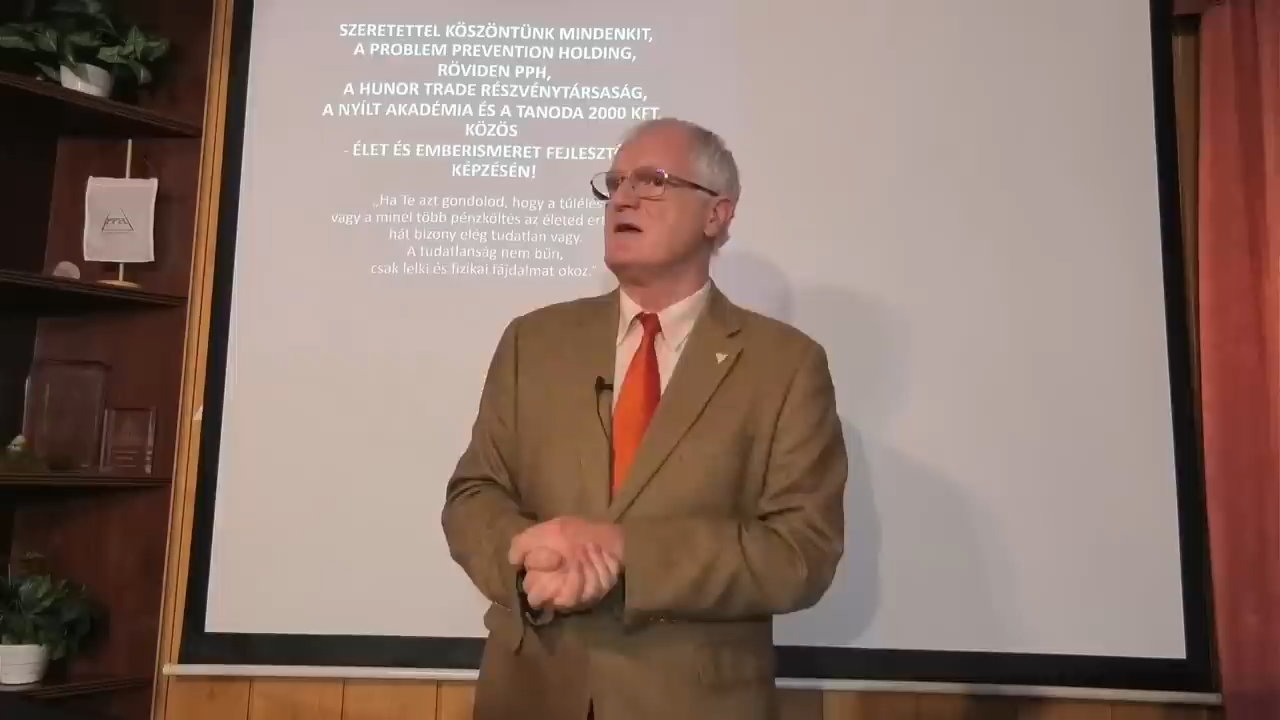 SZERETETTEL KÖSZÖNTÜNK MINDENKIT,
A PROBLEM PREVENTION HOLDING,
RÖVIDEN PPH,
A HUNOR TRADE RÉSZVÉNYTÁRSASÁG,
A NYÍLT AKADÉMIA ÉS A TANODA 2000 KFT.
KÖZÖS
- ÉLET ÉS EMBERISMERET FEJLESZT
KÉPZÉSÉN!
„Ha Te azt gondolod, hogy a túlélés
vagy a minél több pénzköltés az életed
hát bizony elég tudatlan vagy.
A tudatlanság nem bűn,
csak lelki és fizikai fájdalmat okoz."